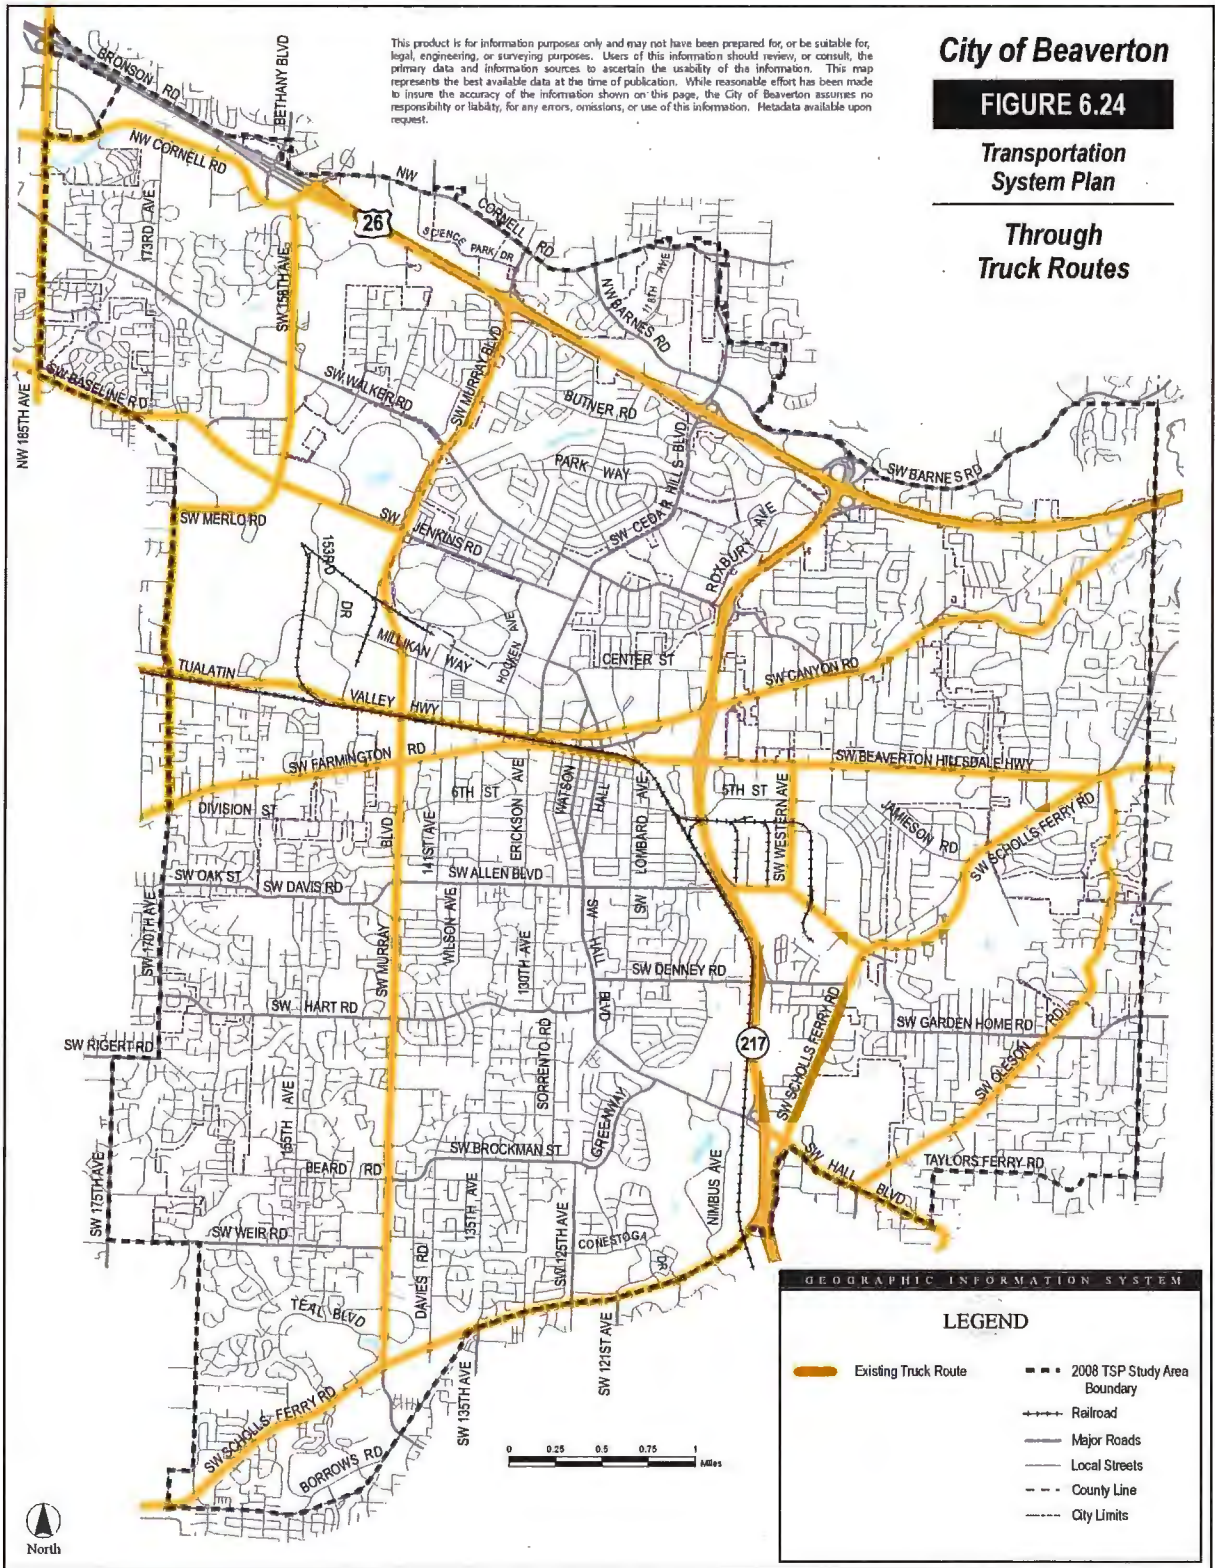 This product is for information purposes only and may not have been prepared for, or be suitable for,
legal, engineering, or surveying purposes. Users of this information should review, or consult, the
primary data and information sources to ascertain the usability of the information. This map
represents the best available data at the time of publication. While reasonable effort has been made
to insure the accuracy of the information shown on this page, the City of Beaverton assumes no
responsibility or liability, for any errors, omissions, or use of this information. Metadata available upon
request.
City of Beaverton
FIGURE 6.24
Transportation
System Plan
Through
Truck Routes
BRONSON RD
BETHANY BLVD
NW CORNELL RD
173RD AVE
SW 158TH AVE
26
NW CORNELL RD
SCIENCE PARK DR
118TH AVE
NW BARNES RD
SW BASELINE RD
NW 185TH AVE
SW WALKER RD
SW MURRAY BLVD
BUTNER RD
PARK WAY
SW CEDAR HILLS BLVD
SW BARNES RD
SW MERLO RD
SW JENKINS RD
ROXBURY AVE
153RD DR
MILLIKAN WAY
HOCKEN AVE
CENTER ST
SW CANYON RD
TUALATIN VALLEY HWY
SW FARMINGTON RD
SW BEAVERTON HILLSDALE HWY
DIVISION ST
6TH ST
ERICKSON AVE
WATSON
HALL
LOMBARD AVE
5TH ST
SW WESTERN AVE
JAMIESON RD
SW SCHOLLS FERRY RD
BLVD
141ST AVE
SW OAK ST
SW DAVIS RD
SW ALLEN BLVD
SW
SW 170TH AVE
SW MURRAY
WILSON AVE
130TH AVE
SW HALL
BLVD
SW DENNEY RD
SW HART RD
SW GARDEN HOME RD
SW OLESON RD
SW RIGERT RD
217
SW SCHOLLS FERRY RD
SORRENTO RD
165TH AVE
GREENWAY
SW BROCKMAN ST
BEARD RD
SW HALL BLVD
TAYLORS FERRY RD
SW 175TH AVE
135TH AVE
NIMBUS AVE
SW WEIR RD
SW 125TH AVE
CONESTOGA DR
DAVIES RD
TEAL BLVD
SW 121ST AVE
SW 135TH AVE
SW SCHOLLS FERRY RD
BORROWS RD
0 0.25 0.5 0.75 1
Miles
North
GEOGRAPHIC INFORMATION SYSTEM
LEGEND
Existing Truck Route
2008 TSP Study Area
Boundary
Railroad
Major Roads
Local Streets
County Line
City Limits